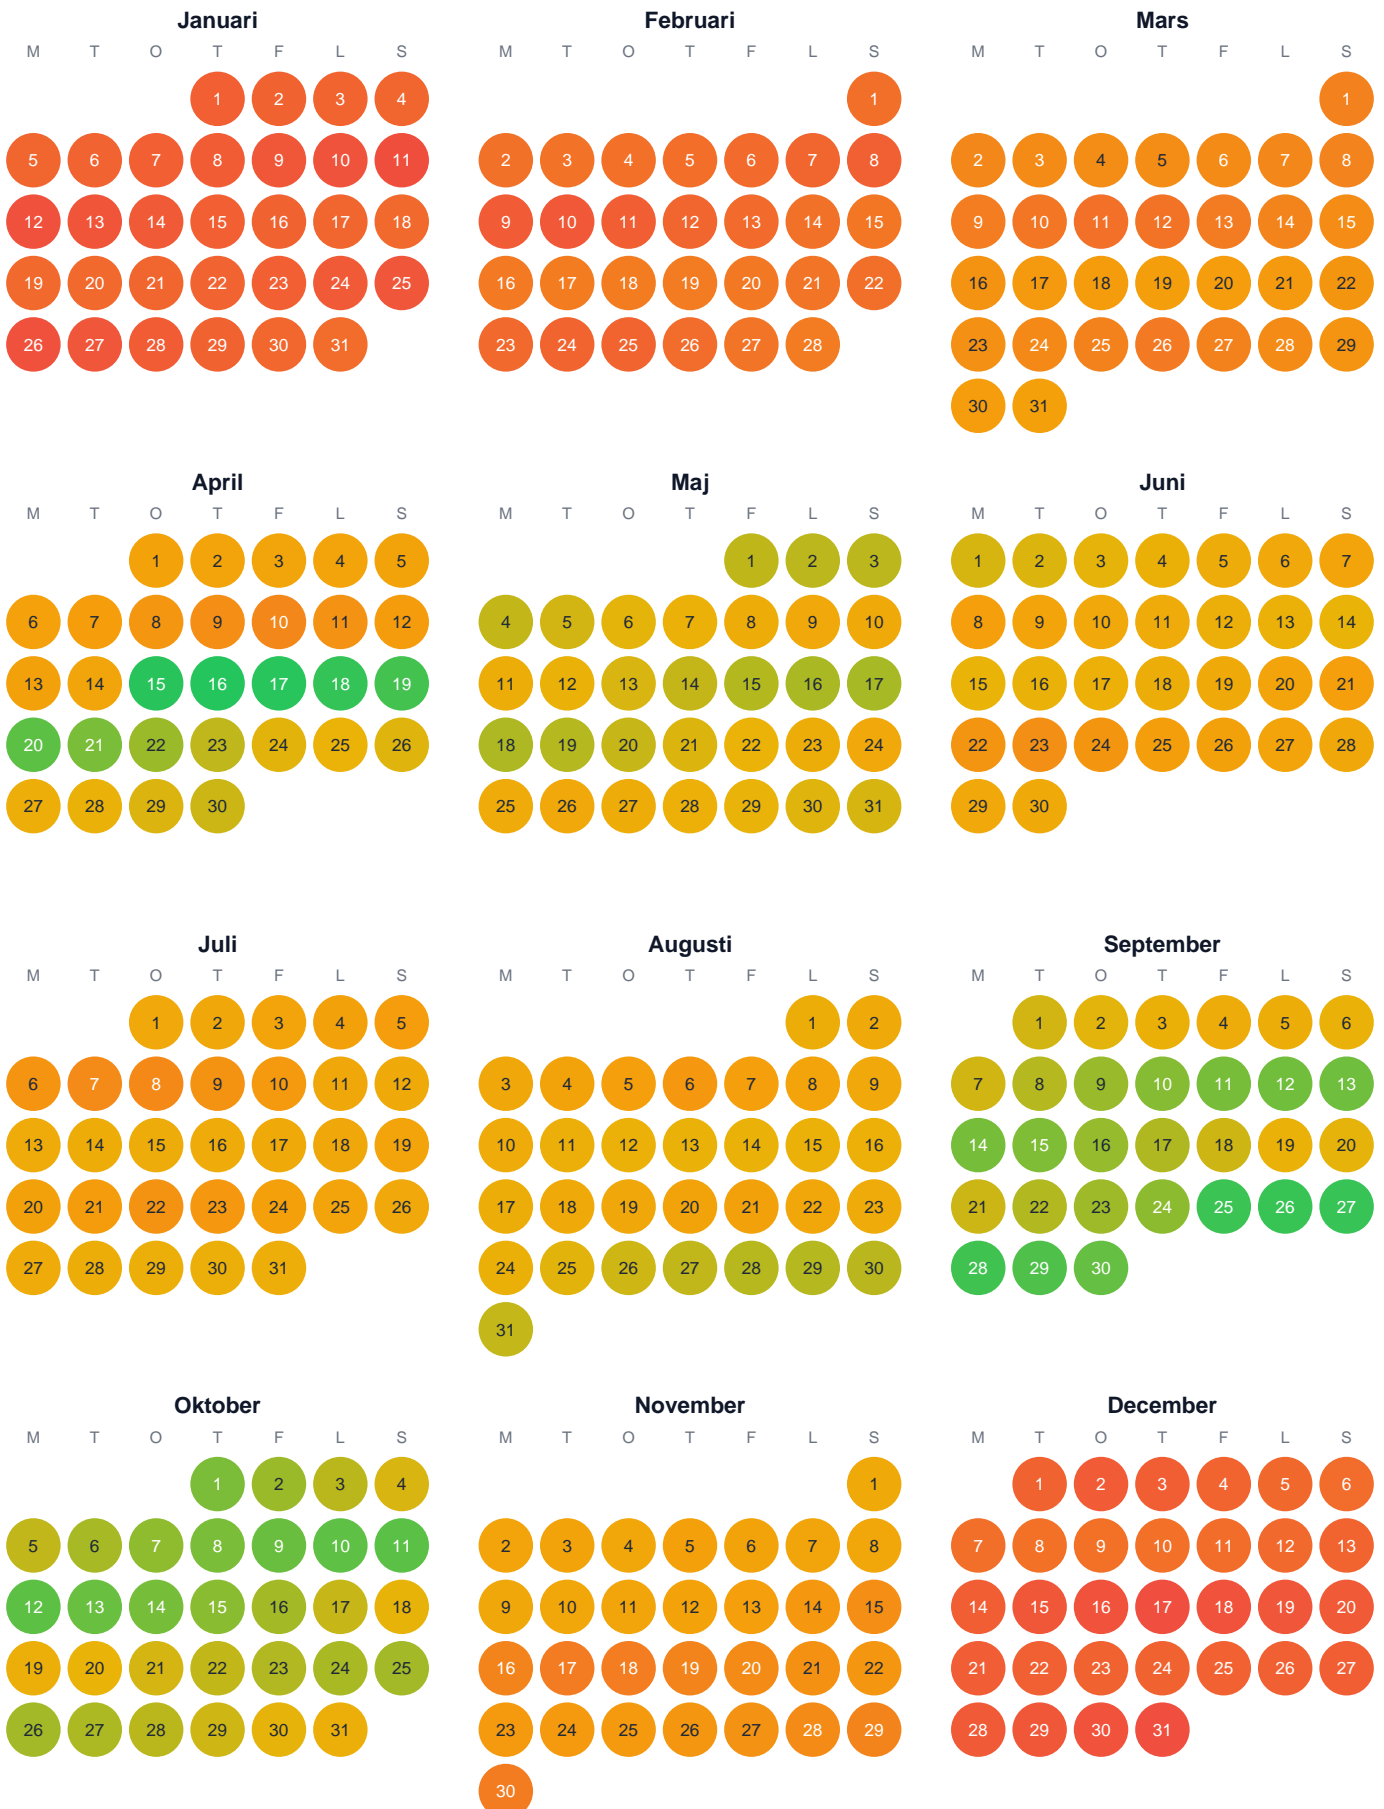 Januari Februari Mars
M T O T F L S M T O T F L S M T O T F L S
1 2 3 4 1 1
5 6 7 8 9 10 11 2 3 4 5 6 7 8 2 3 4 5 6 7 8
12 13 14 15 16 17 18 9 10 11 12 13 14 15 9 10 11 12 13 14 15
19 20 21 22 23 24 25 16 17 18 19 20 21 22 16 17 18 19 20 21 22
26 27 28 29 30 31 23 24 25 26 27 28 23 24 25 26 27 28 29
30 31
April Maj Juni
M T O T F L S M T O T F L S M T O T F L S
1 2 3 4 5 1 2 3 1 2 3 4 5 6 7
6 7 8 9 10 11 12 4 5 6 7 8 9 10 8 9 10 11 12 13 14
13 14 15 16 17 18 19 11 12 13 14 15 16 17 15 16 17 18 19 20 21
20 21 22 23 24 25 26 18 19 20 21 22 23 24 22 23 24 25 26 27 28
27 28 29 30 25 26 27 28 29 30 31 29 30
Juli Augusti September
M T O T F L S M T O T F L S M T O T F L S
1 2 3 4 5 1 2 1 2 3 4 5 6
6 7 8 9 10 11 12 3 4 5 6 7 8 9 7 8 9 10 11 12 13
13 14 15 16 17 18 19 10 11 12 13 14 15 16 14 15 16 17 18 19 20
20 21 22 23 24 25 26 17 18 19 20 21 22 23 21 22 23 24 25 26 27
27 28 29 30 31 24 25 26 27 28 29 30 28 29 30
31
Oktober November December
M T O T F L S M T O T F L S M T O T F L S
1 2 3 4 1 1 2 3 4 5 6
5 6 7 8 9 10 11 2 3 4 5 6 7 8 7 8 9 10 11 12 13
12 13 14 15 16 17 18 9 10 11 12 13 14 15 14 15 16 17 18 19 20
19 20 21 22 23 24 25 16 17 18 19 20 21 22 21 22 23 24 25 26 27
26 27 28 29 30 31 23 24 25 26 27 28 29 28 29 30 31
30